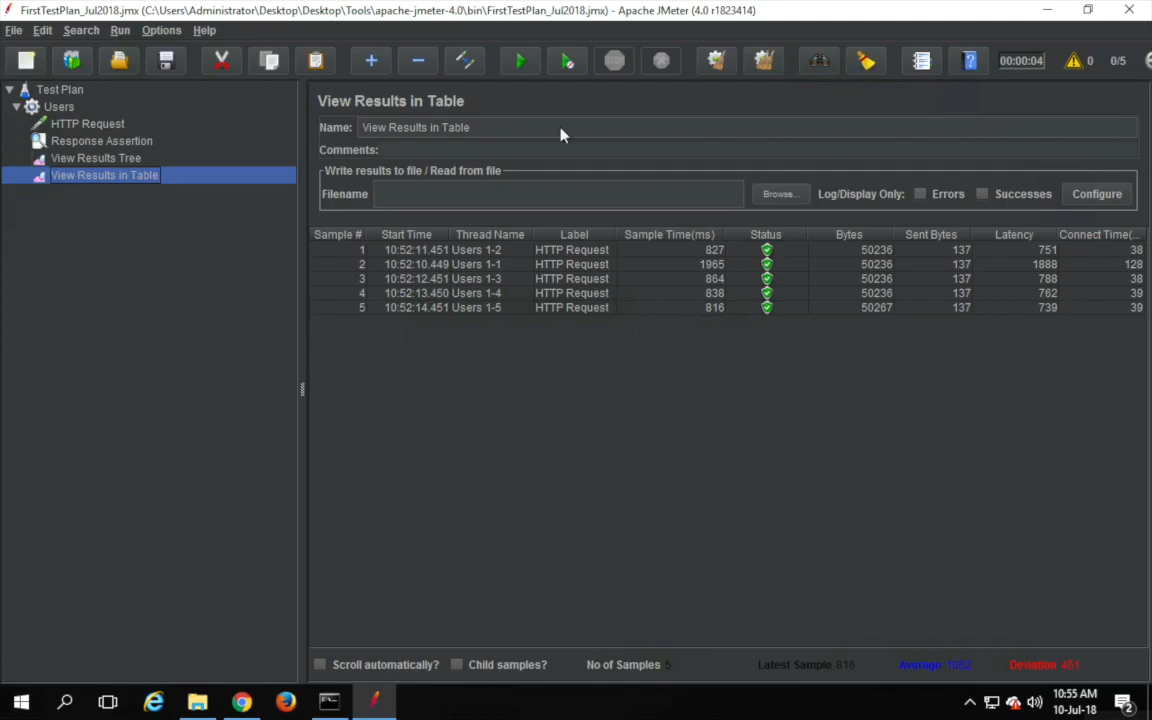 FirstTestPlan_Jul2018.jmx (C:\Users\Administrator\Desktop\Desktop\Tools\apache-jmeter-4.0\bin\FirstTestPlan_Jul2018.jmx) - Apache JMeter (4.0 r1823414)
File Edit Search Run Options Help
00:00:04 0 0/5
Test Plan
Users
HTTP Request
Response Assertion
View Results Tree
View Results in Table
View Results in Table
Name: View Results in Table
Comments:
Write results to file / Read from file
Filename Browse... Log/Display Only: Errors Successes Configure
Sample # Start Time Thread Name Label Sample Time(ms) Status Bytes Sent Bytes Latency Connect Time(...
1 10:52:11.451 Users 1-2 HTTP Request 827 50236 137 751 38
2 10:52:10.449 Users 1-1 HTTP Request 1965 50236 137 1888 128
3 10:52:12.451 Users 1-3 HTTP Request 864 50236 137 788 38
4 10:52:13.450 Users 1-4 HTTP Request 838 50236 137 762 39
5 10:52:14.451 Users 1-5 HTTP Request 816 50267 137 739 39
Scroll automatically? Child samples? No of Samples 5 Latest Sample 816 Average 1062 Deviation 451
10:55 AM
10-Jul-18
2